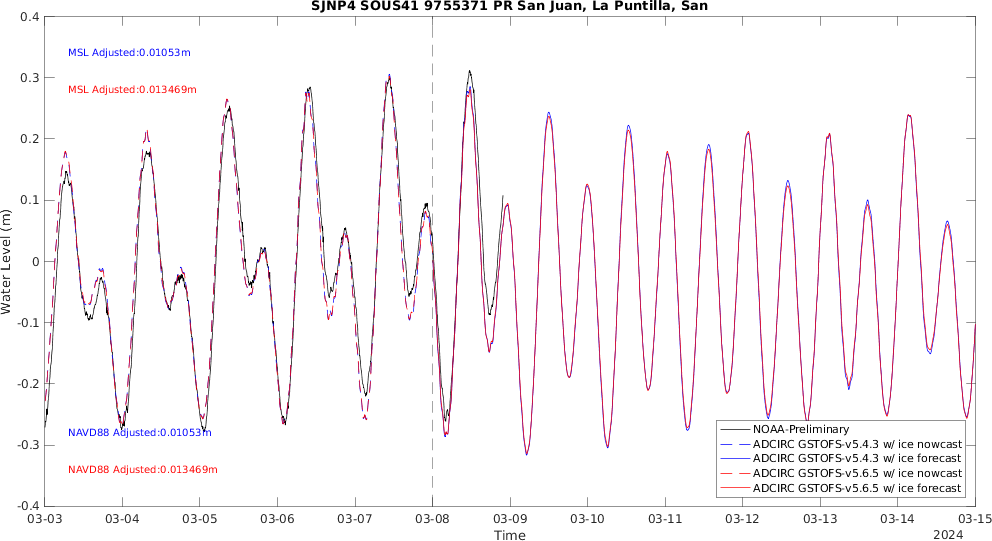 SJNP4 SOUS41 9755371 PR San Juan, La Puntilla, San
0.4
0.3
0.2
0.1
0
-0.1
-0.2
-0.3
-0.4
Water Level (m)
MSL Adjusted:0.01053m
MSL Adjusted:0.013469m
NAVD88 Adjusted:0.01053m
NAVD88 Adjusted:0.013469m
NOAA-Preliminary
ADCIRC GSTOFS-v5.4.3 w/ ice nowcast
ADCIRC GSTOFS-v5.4.3 w/ ice forecast
ADCIRC GSTOFS-v5.6.5 w/ ice nowcast
ADCIRC GSTOFS-v5.6.5 w/ ice forecast
03-03 03-04 03-05 03-06 03-07 03-08 03-09 03-10 03-11 03-12 03-13 03-14 03-15
Time
2024